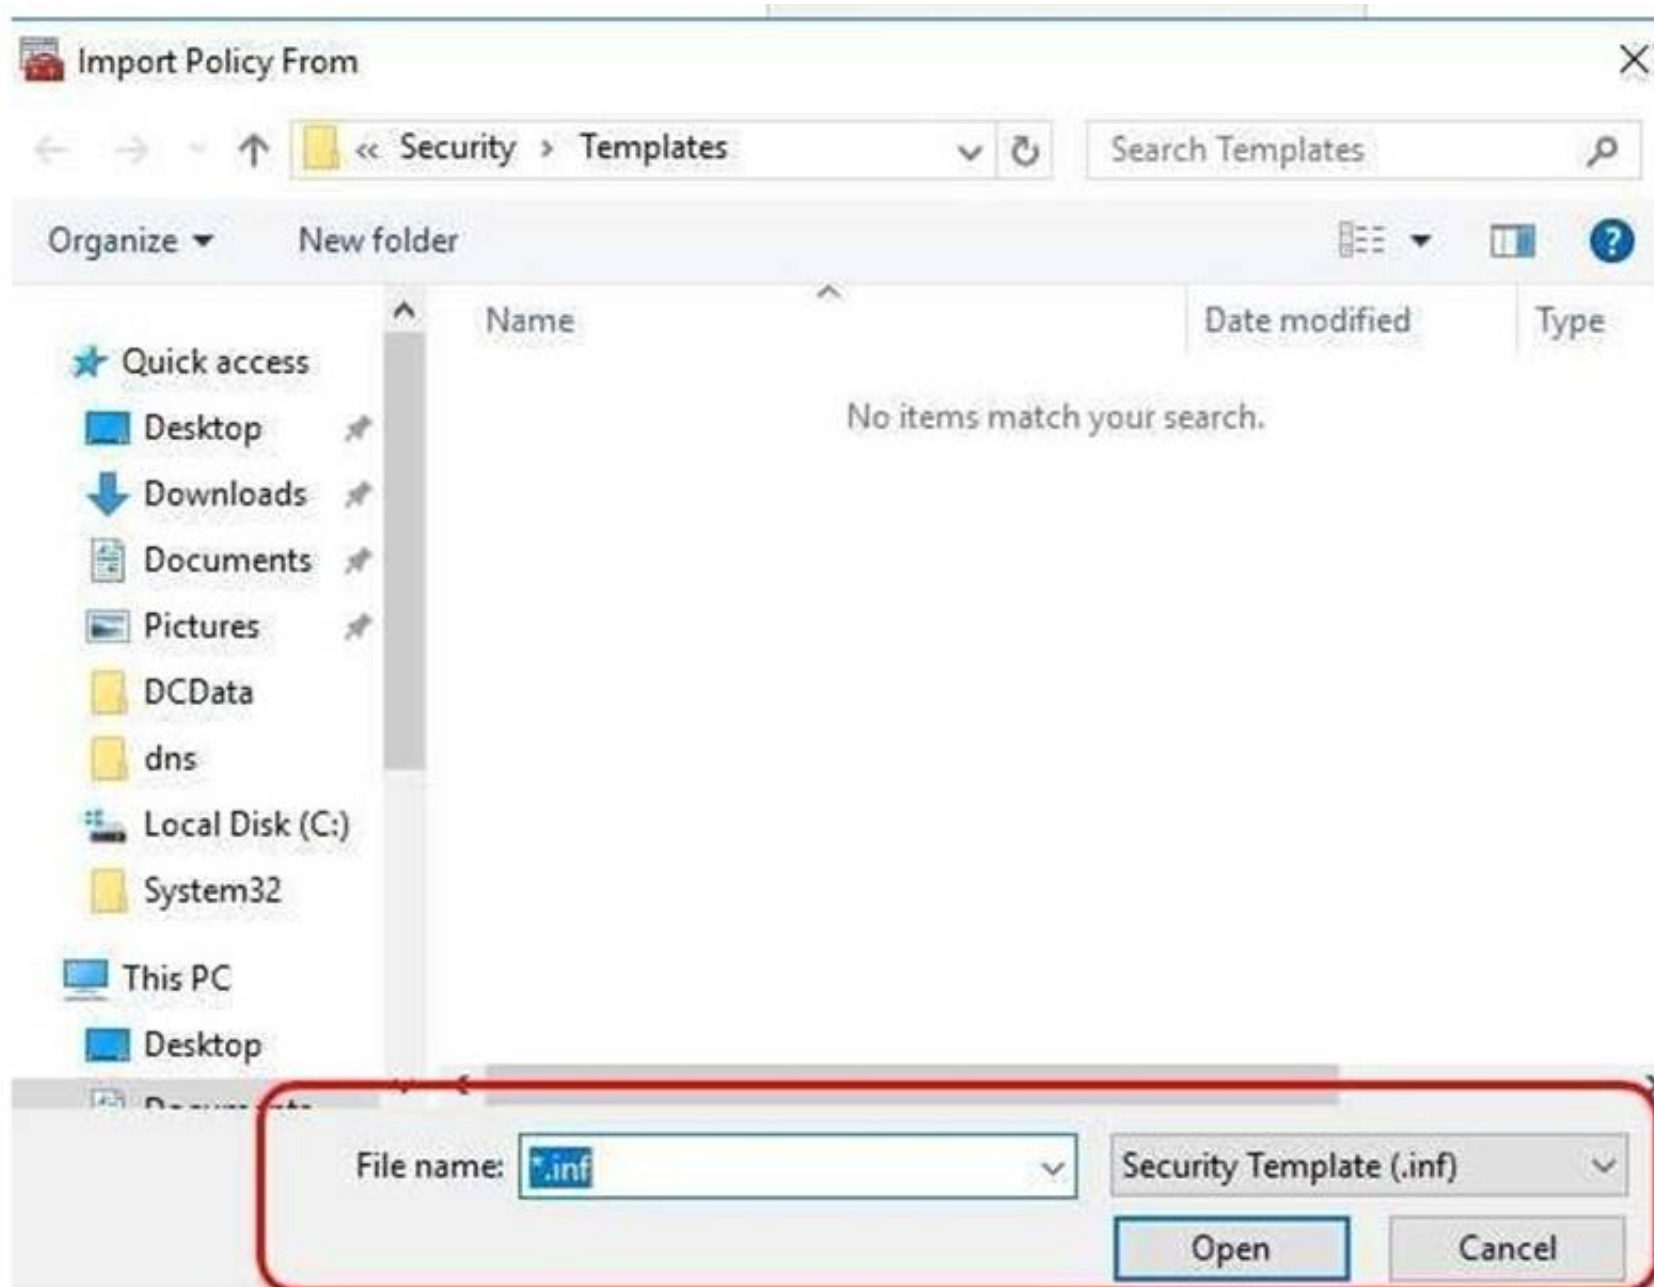 Import Policy From
« Security > Templates
Search Templates
Organize
New folder
Name
Date modified
Type
Quick access
Desktop
Downloads
Documents
Pictures
DCData
dns
Local Disk (C:)
System32
This PC
Desktop
Documents
No items match your search.
File name:
*.inf
Security Template (.inf)
Open
Cancel